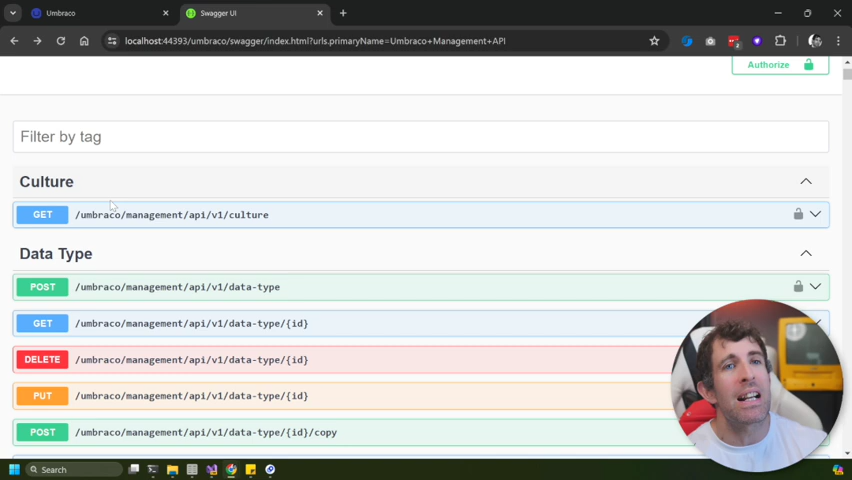 Umbraco
Swagger UI
localhost:44393/umbraco/swagger/index.html?urls.primaryName=Umbraco+Management+API
2
Authorize
Filter by tag
Culture
GET /umbraco/management/api/v1/culture
Data Type
POST /umbraco/management/api/v1/data-type
GET /umbraco/management/api/v1/data-type/{id}
DELETE /umbraco/management/api/v1/data-type/{id}
PUT /umbraco/management/api/v1/data-type/{id}
POST /umbraco/management/api/v1/data-type/{id}/copy
Search